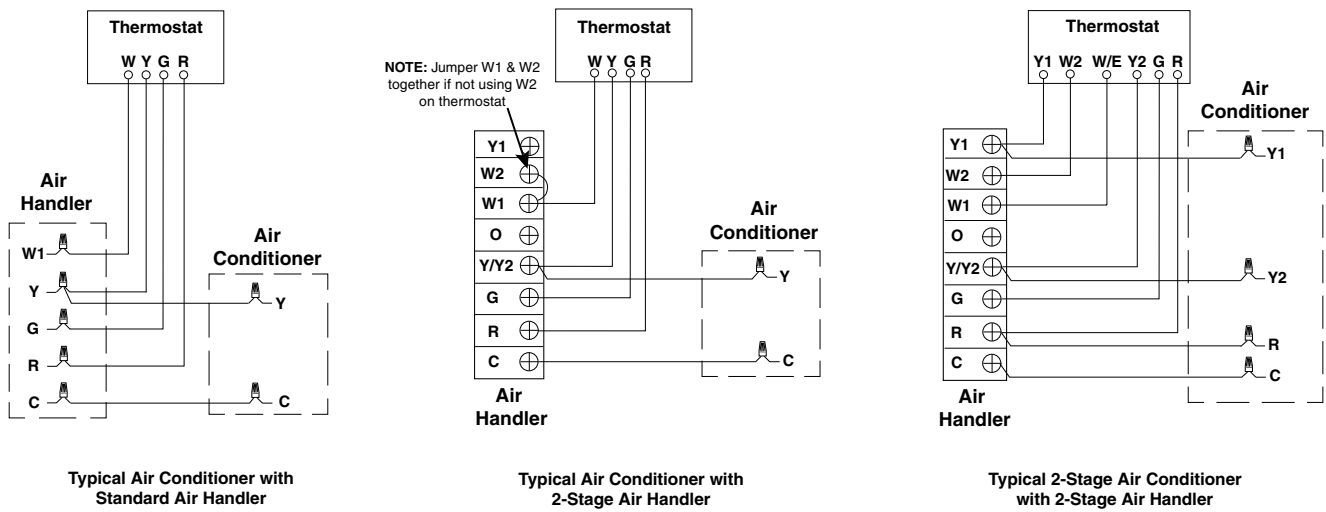 Thermostat
W Y G R
Air
Handler
W1
Y
G
R
C
Air
Conditioner
Y
C
Typical Air Conditioner with
Standard Air Handler
Thermostat
W Y G R
NOTE: Jumper W1 & W2
together if not using W2
on thermostat
Y1
W2
W1
O
Y/Y2
G
R
C
Air
Handler
Air
Conditioner
Y
C
Typical Air Conditioner with
2-Stage Air Handler
Thermostat
Y1 W2 W/E Y2 G R
Y1
W2
W1
O
Y/Y2
G
R
C
Air
Handler
Air
Conditioner
Y1
Y2
R
C
Typical 2-Stage Air Conditioner
with 2-Stage Air Handler